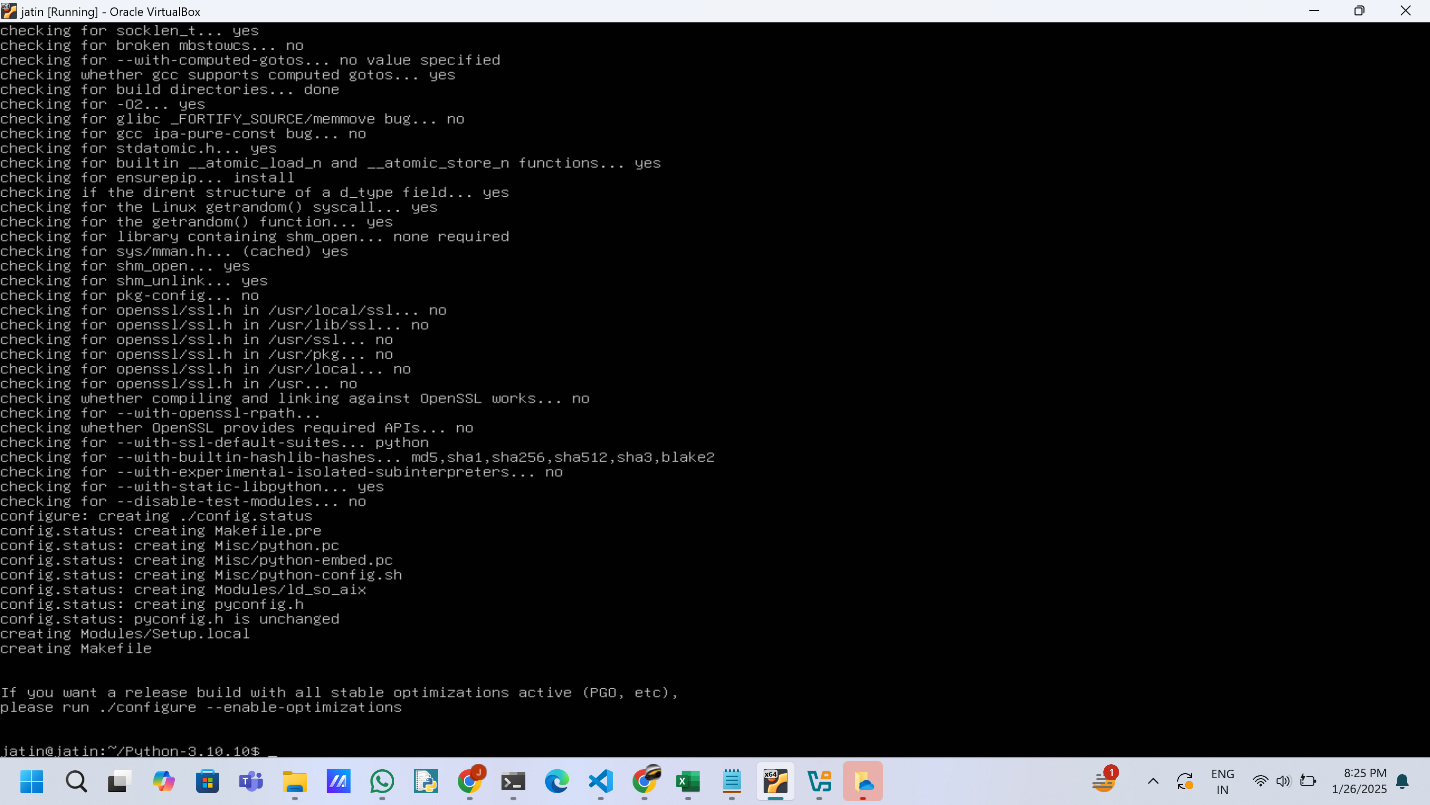 jatin [Running] - Oracle VirtualBox
checking for socklen_t... yes
checking for broken mbstowcs... no
checking for --with-computed-gotos... no value specified
checking whether gcc supports computed gotos... yes
checking for build directories... done
checking for -O2... yes
checking for glibc _FORTIFY_SOURCE/memmove bug... no
checking for gcc ipa-pure-const bug... no
checking for stdatomic.h... yes
checking for builtin __atomic_load_n and __atomic_store_n functions... yes
checking for ensurepip... install
checking if the dirent structure of a d_type field... yes
checking for the Linux getrandom() syscall... yes
checking for the getrandom() function... yes
checking for library containing shm_open... none required
checking for sys/mman.h... (cached) yes
checking for shm_open... yes
checking for shm_unlink... yes
checking for pkg-config... no
checking for openssl/ssl.h in /usr/local/ssl... no
checking for openssl/ssl.h in /usr/lib/ssl... no
checking for openssl/ssl.h in /usr/ssl... no
checking for openssl/ssl.h in /usr/pkg... no
checking for openssl/ssl.h in /usr/local... no
checking for openssl/ssl.h in /usr... no
checking whether compiling and linking against OpenSSL works... no
checking for --with-openssl-rpath...
checking whether OpenSSL provides required APIs... no
checking for --with-ssl-default-suites... python
checking for --with-builtin-hashlib-hashes... md5,sha1,sha256,sha512,sha3,blake2
checking for --with-experimental-isolated-subinterpreters... no
checking for --with-static-libpython... yes
checking for --disable-test-modules... no
configure: creating ./config.status
config.status: creating Makefile.pre
config.status: creating Misc/python.pc
config.status: creating Misc/python-embed.pc
config.status: creating Misc/python-config.sh
config.status: creating Modules/ld_so_aix
config.status: creating pyconfig.h
config.status: pyconfig.h is unchanged
creating Modules/Setup.local
creating Makefile
If you want a release build with all stable optimizations active (PGO, etc),
please run ./configure --enable-optimizations
jatin@jatin:~/Python-3.10.10$ _
ENG
IN
8:25 PM
1/26/2025